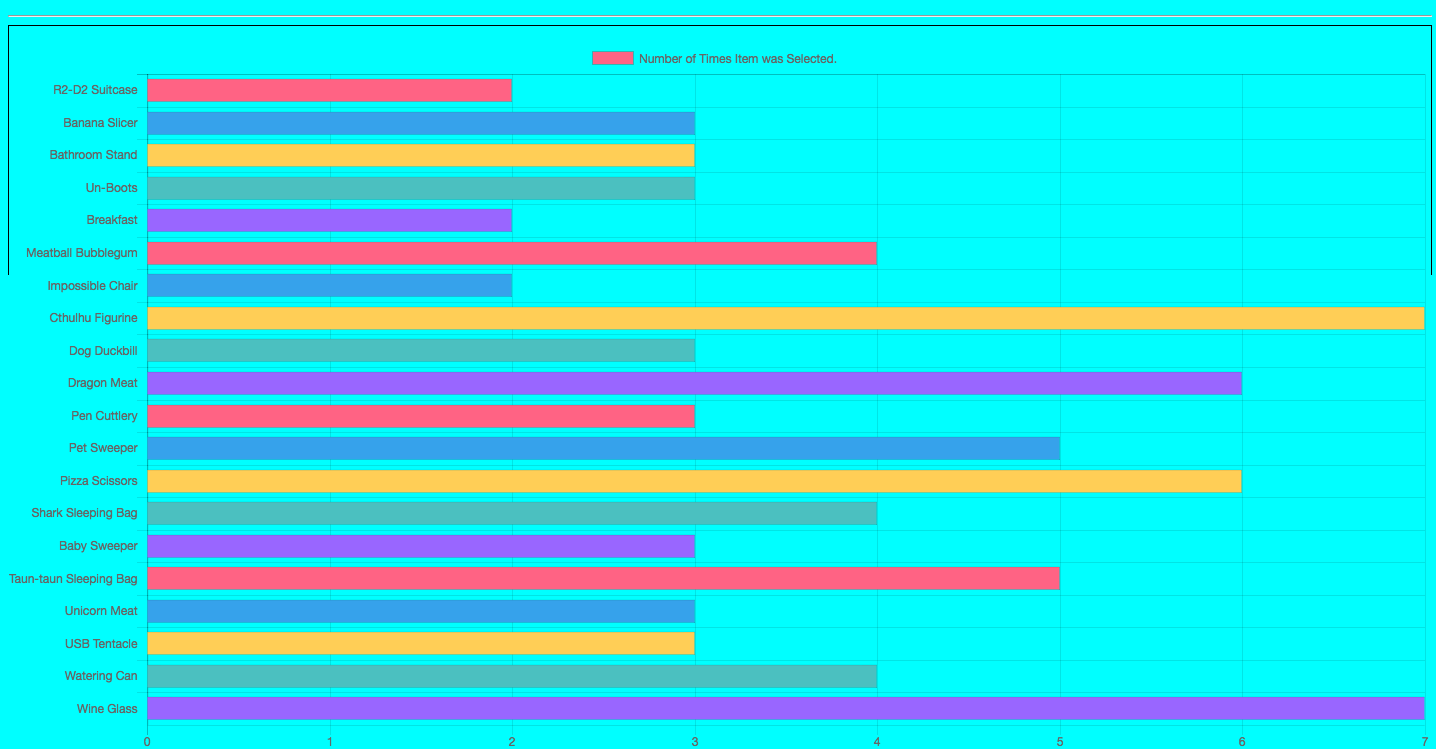 Number of Times Item was Selected.
R2-D2 Suitcase
Banana Slicer
Bathroom Stand
Un-Boots
Breakfast
Meatball Bubblegum
Impossible Chair
Cthulhu Figurine
Dog Duckbill
Dragon Meat
Pen Cuttlery
Pet Sweeper
Pizza Scissors
Shark Sleeping Bag
Baby Sweeper
Taun-taun Sleeping Bag
Unicorn Meat
USB Tentacle
Watering Can
Wine Glass
0 1 2 3 4 5 6 7